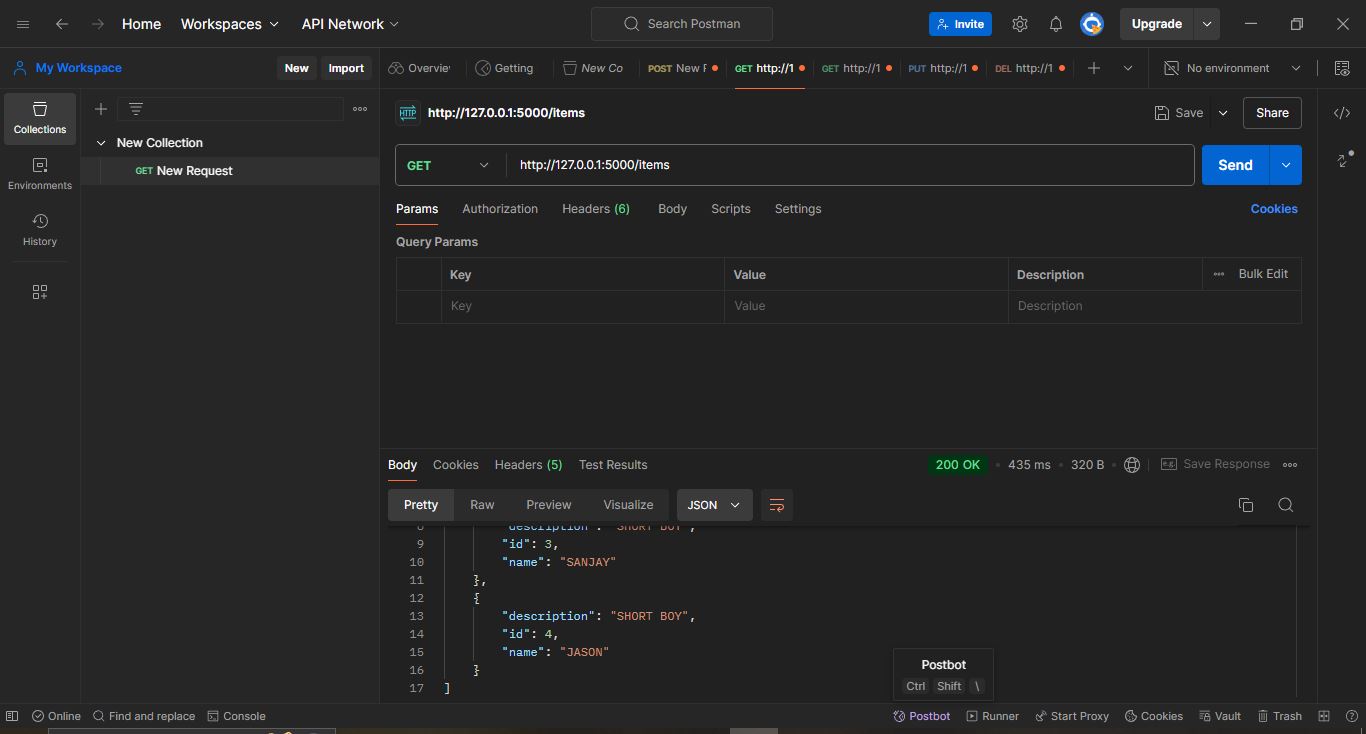 Home Workspaces API Network Search Postman Invite Upgrade
My Workspace New Import Overvie Getting New Co POST New F GET http://1 GET http://1 PUT http://1 DEL http://1 No environment
Collections
HTTP http://127.0.0.1:5000/items Save Share
New Collection
GET New Request
GET http://127.0.0.1:5000/items Send
Environments
History
Params Authorization Headers (6) Body Scripts Settings Cookies
Query Params
Key Value Description Bulk Edit
Key Value Description
Body Cookies Headers (5) Test Results 200 OK 435 ms 320 B e.g. Save Response
Pretty Raw Preview Visualize JSON
8 "description": "SHORT BOY",
9 "id": 3,
10 "name": "SANJAY"
11 },
12 {
13 "description": "SHORT BOY",
14 "id": 4,
15 "name": "JASON"
16 }
17 ]
Postbot
Ctrl Shift \
Online Find and replace Console Postbot Runner Start Proxy Cookies Vault Trash